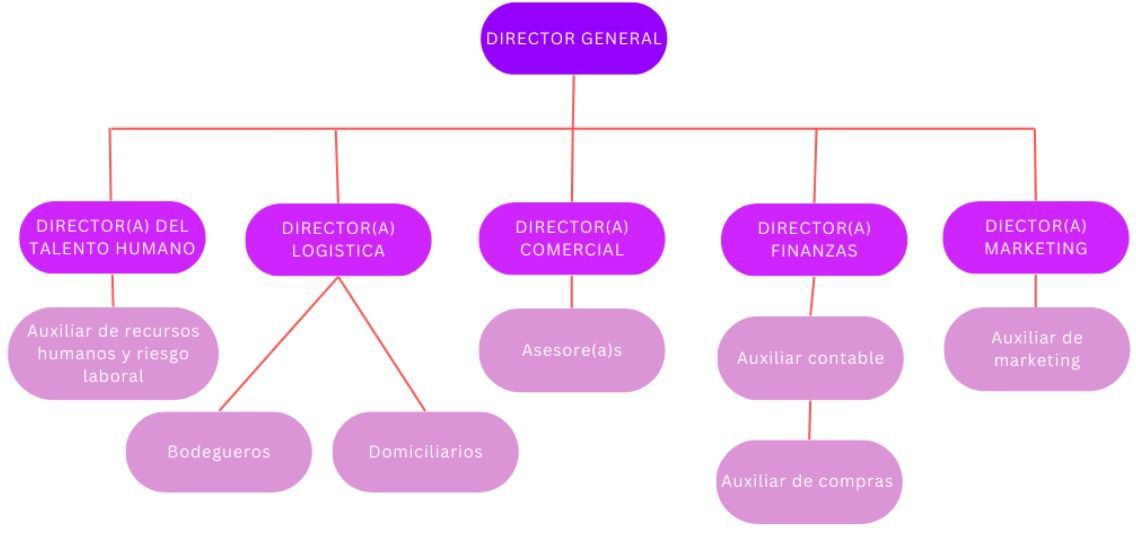 DIRECTOR GENERAL
DIRECTOR(A) DEL
TALENTO HUMANO
DIRECTOR(A)
LOGISTICA
DIRECTOR(A)
COMERCIAL
DIRECTOR(A)
FINANZAS
DIECTOR(A)
MARKETING
Auxiliar de recursos
humanos y riesgo
laboral
Asesore(a)s
Auxiliar contable
Auxiliar de
marketing
Bodegueros
Domiciliarios
Auxiliar de compras